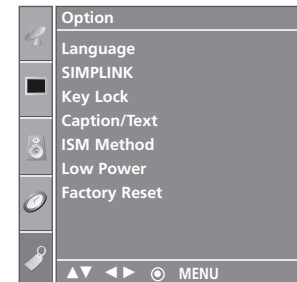 Option
Language
SIMPLINK
Key Lock
Caption/Text
ISM Method
Low Power
Factory Reset
MENU